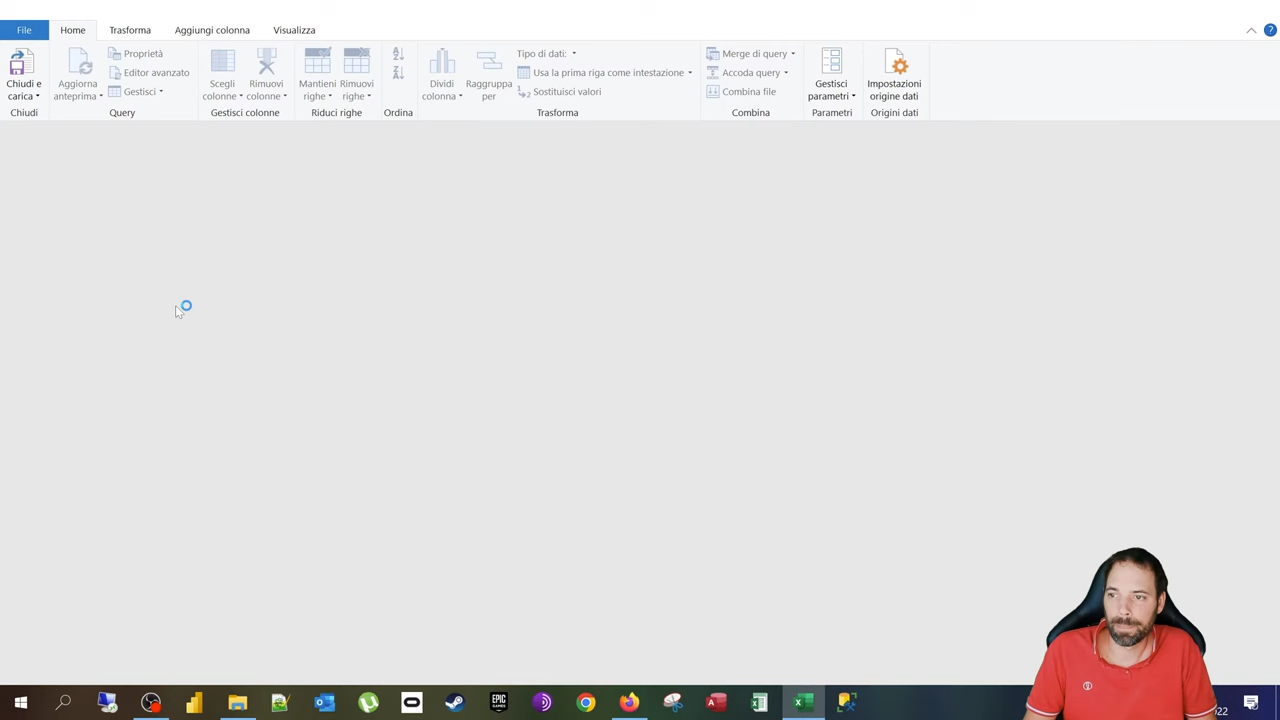 File Home Trasforma Aggiungi colonna Visualizza
Chiudi e carica
Chiudi
Aggiorna anteprima
Proprietà
Editor avanzato
Gestisci
Query
Scegli colonne
Rimuovi colonne
Gestisci colonne
Mantieni righe
Rimuovi righe
Riduci righe
Ordina
Dividi colonna
Raggruppa per
Tipo di dati:
Usa la prima riga come intestazione
Sostituisci valori
Trasforma
Merge di query
Accoda query
Combina file
Combina
Gestisci parametri
Parametri
Impostazioni origine dati
Origini dati
EPIC GAMES